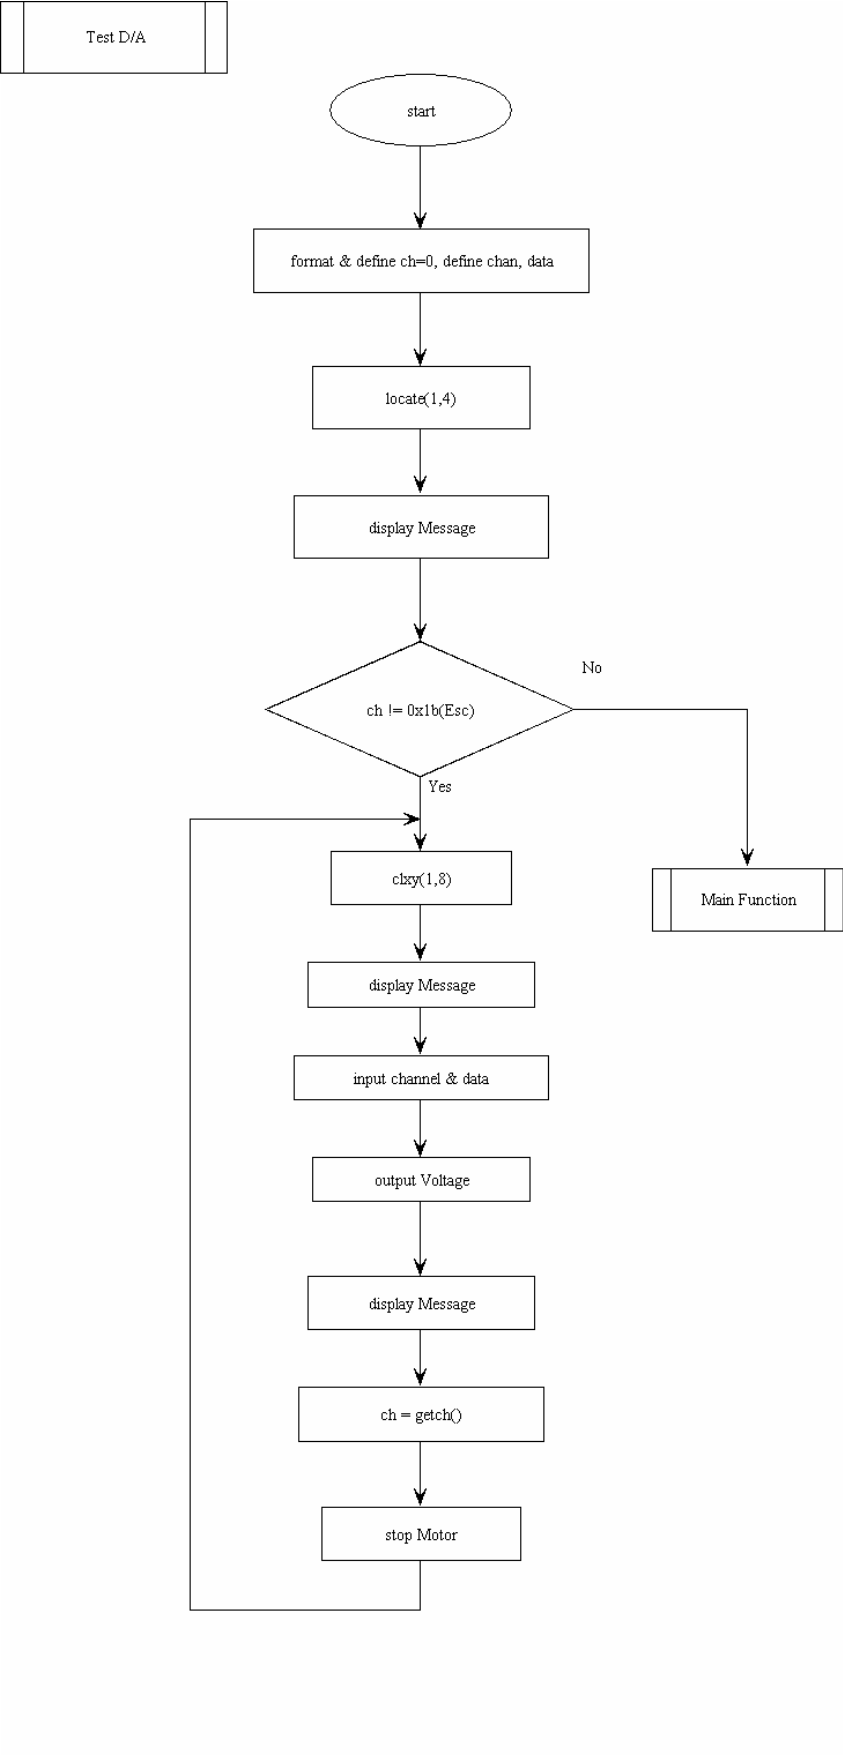 Test D/A
start
format & define ch=0, define chan, data
locate(1,4)
display Message
No
ch != 0x1b(Esc)
Yes
clxy(1,8)
Main Function
display Message
input channel & data
output Voltage
display Message
ch = getch()
stop Motor